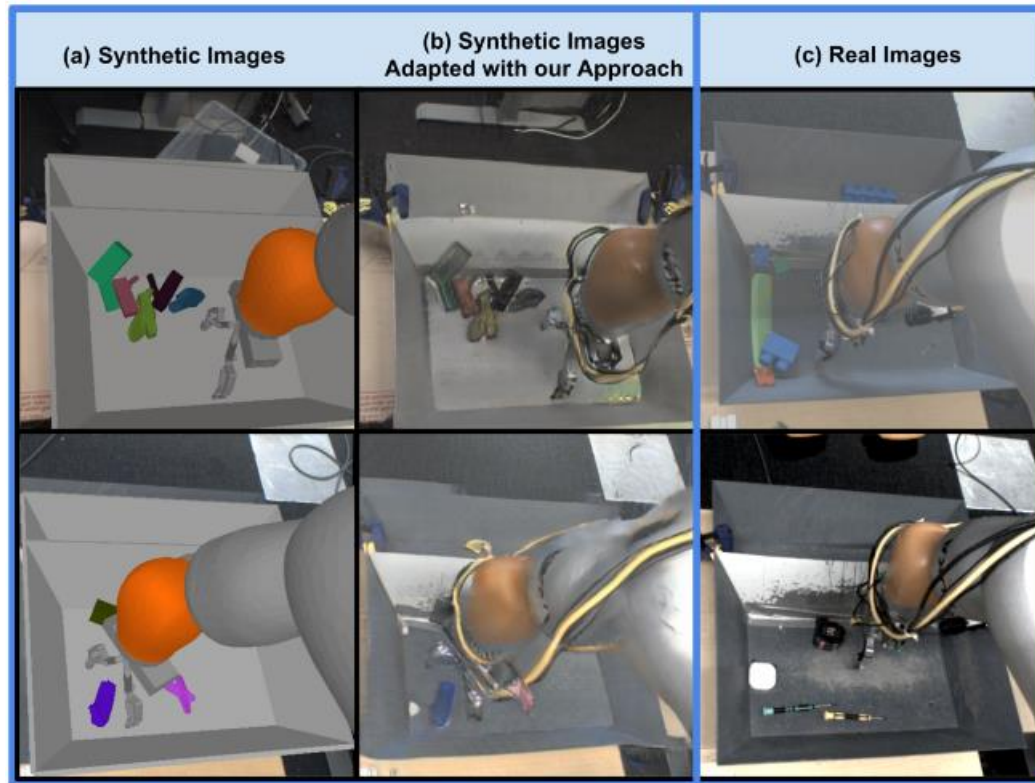 (a) Synthetic Images
(b) Synthetic Images
Adapted with our Approach
(c) Real Images